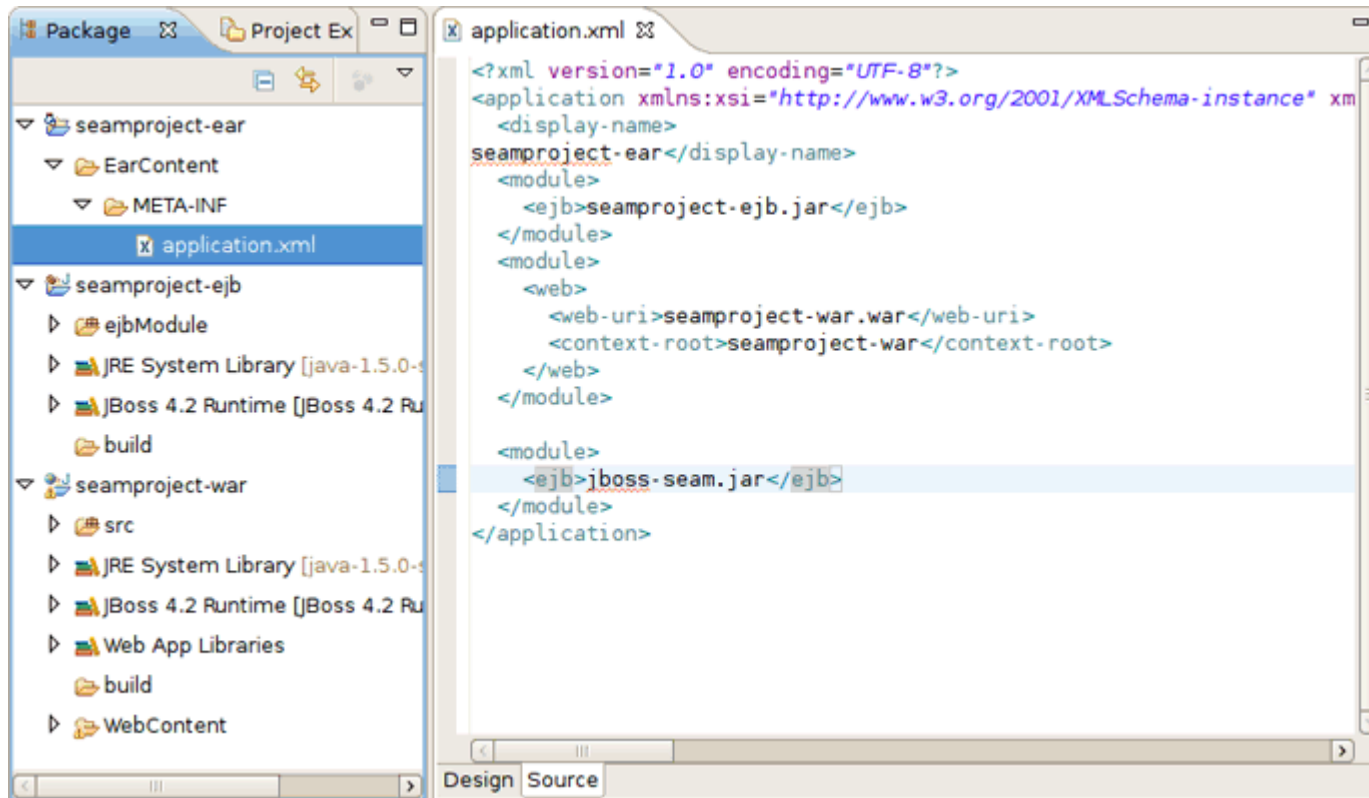 Package
Project Ex
seamproject-ear
EarContent
META-INF
application.xml
seamproject-ejb
ejbModule
JRE System Library [java-1.5.0-s
JBoss 4.2 Runtime [JBoss 4.2 Ru
build
seamproject-war
src
JRE System Library [java-1.5.0-s
JBoss 4.2 Runtime [JBoss 4.2 Ru
Web App Libraries
build
WebContent
application.xml
<?xml version="1.0" encoding="UTF-8"?>
<application xmlns:xsi="http://www.w3.org/2001/XMLSchema-instance" xm
<display-name>
seamproject-ear</display-name>
<module>
<ejb>seamproject-ejb.jar</ejb>
</module>
<module>
<web>
<web-uri>seamproject-war.war</web-uri>
<context-root>seamproject-war</context-root>
</web>
</module>
<module>
<ejb>jboss-seam.jar</ejb>
</module>
</application>
Design Source